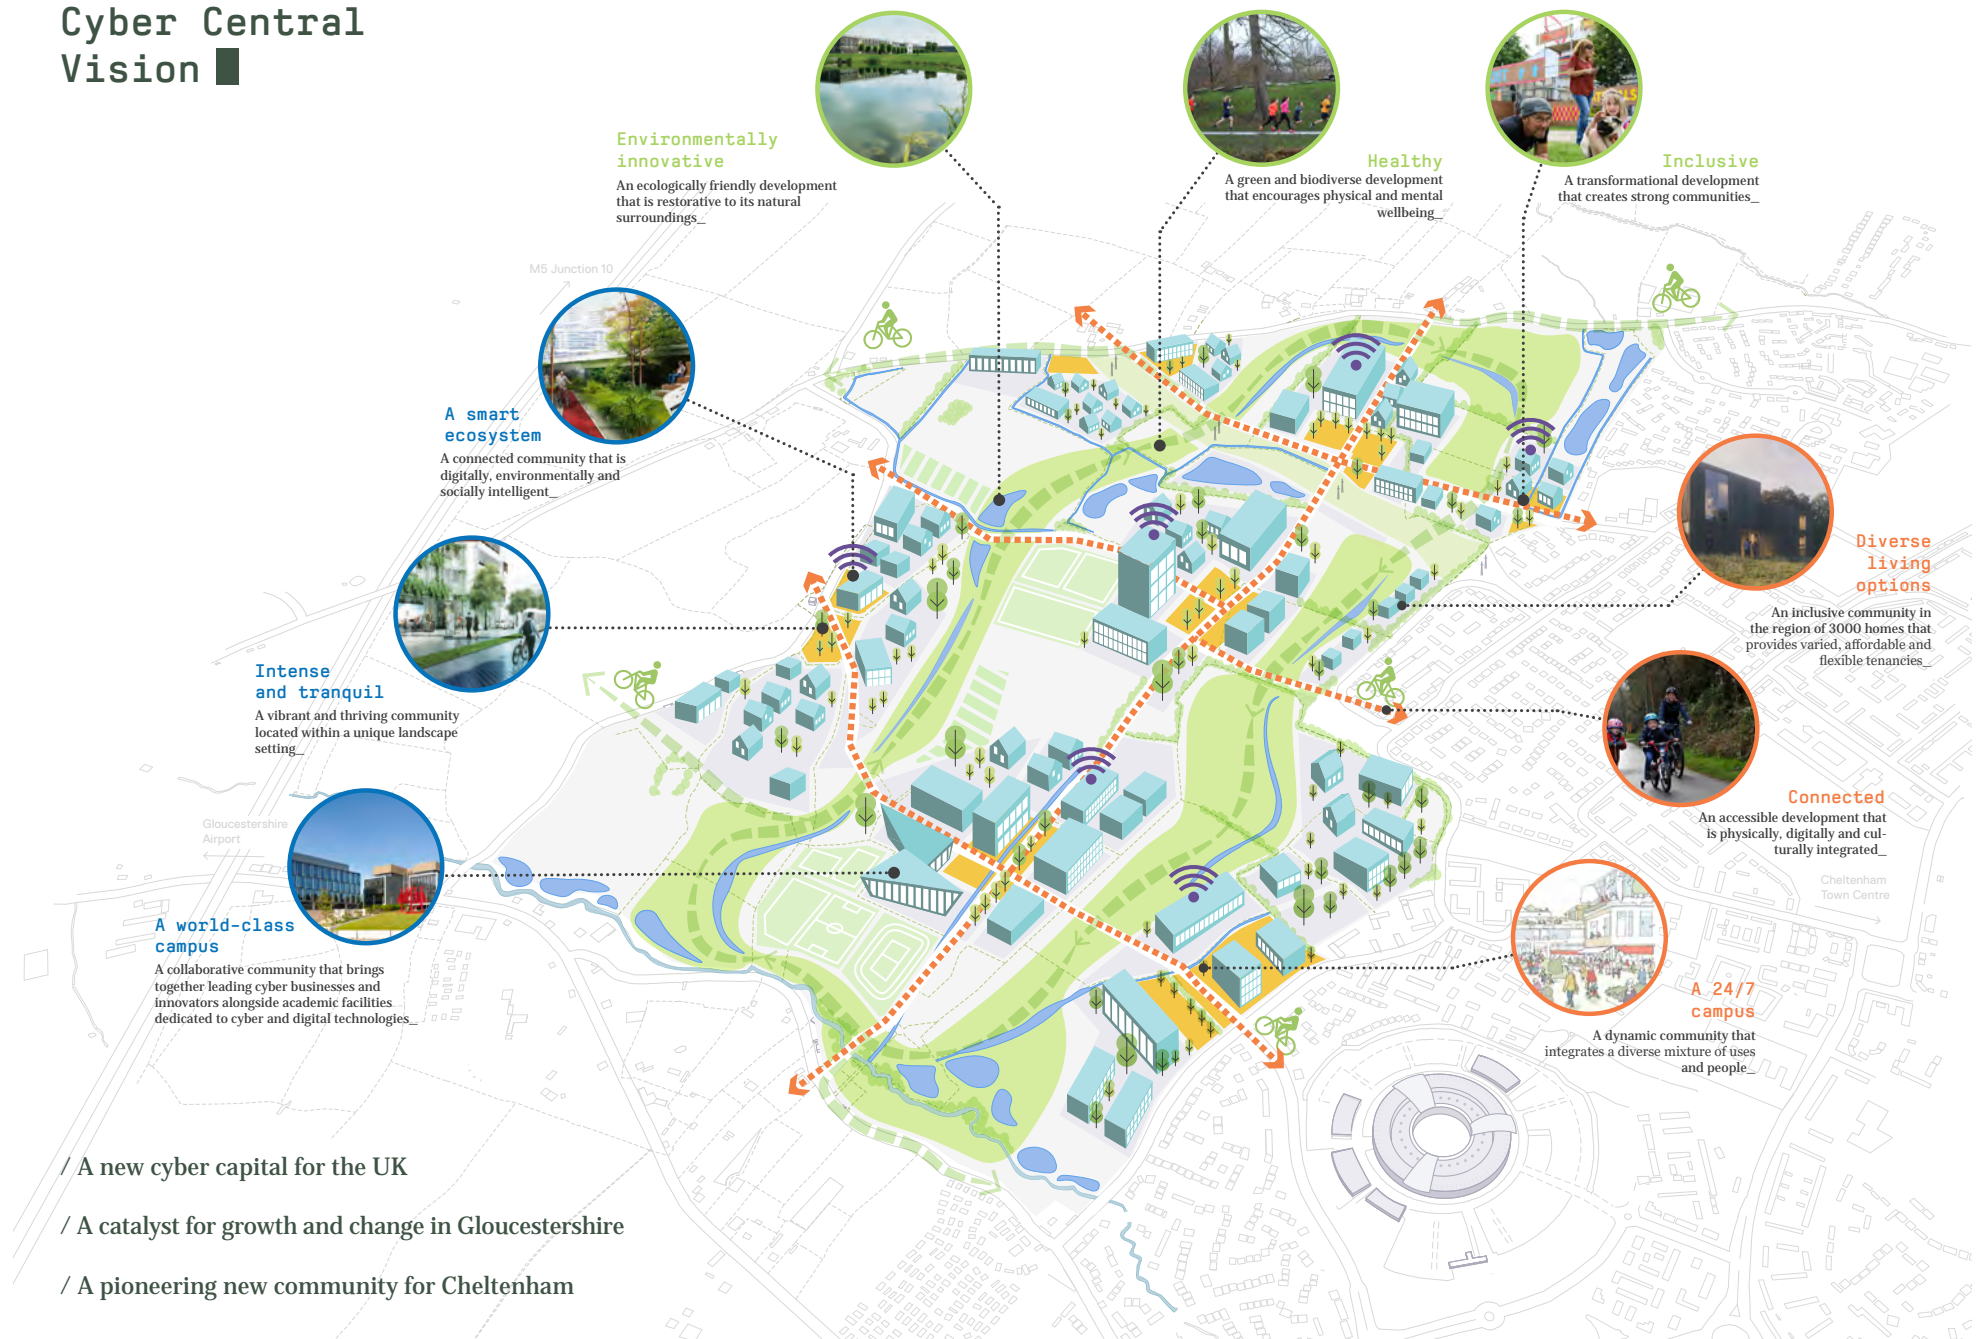 Cyber Central
Vision
Environmentally
innovative
An ecologically friendly development
that is restorative to its natural
surroundings_
Healthy
A green and biodiverse development
that encourages physical and mental
wellbeing_
Inclusive
A transformational development
that creates strong communities_
M5 Junction 10
A smart
ecosystem
A connected community that is
digitally, environmentally and
socially intelligent_
Diverse
living
options
An inclusive community in
the region of 3000 homes that
provides varied, affordable and
flexible tenancies_
Intense
and tranquil
A vibrant and thriving community
located within a unique landscape
setting_
Connected
An accessible development that
is physically, digitally and cul-
turally integrated_
Gloucestershire
Airport
Cheltenham
Town Centre
A world-class
campus
A collaborative community that brings
together leading cyber businesses and
innovators alongside academic facilities
dedicated to cyber and digital technologies_
A 24/7
campus
A dynamic community that
integrates a diverse mixture of uses
and people_
/ A new cyber capital for the UK
/ A catalyst for growth and change in Gloucestershire
/ A pioneering new community for Cheltenham